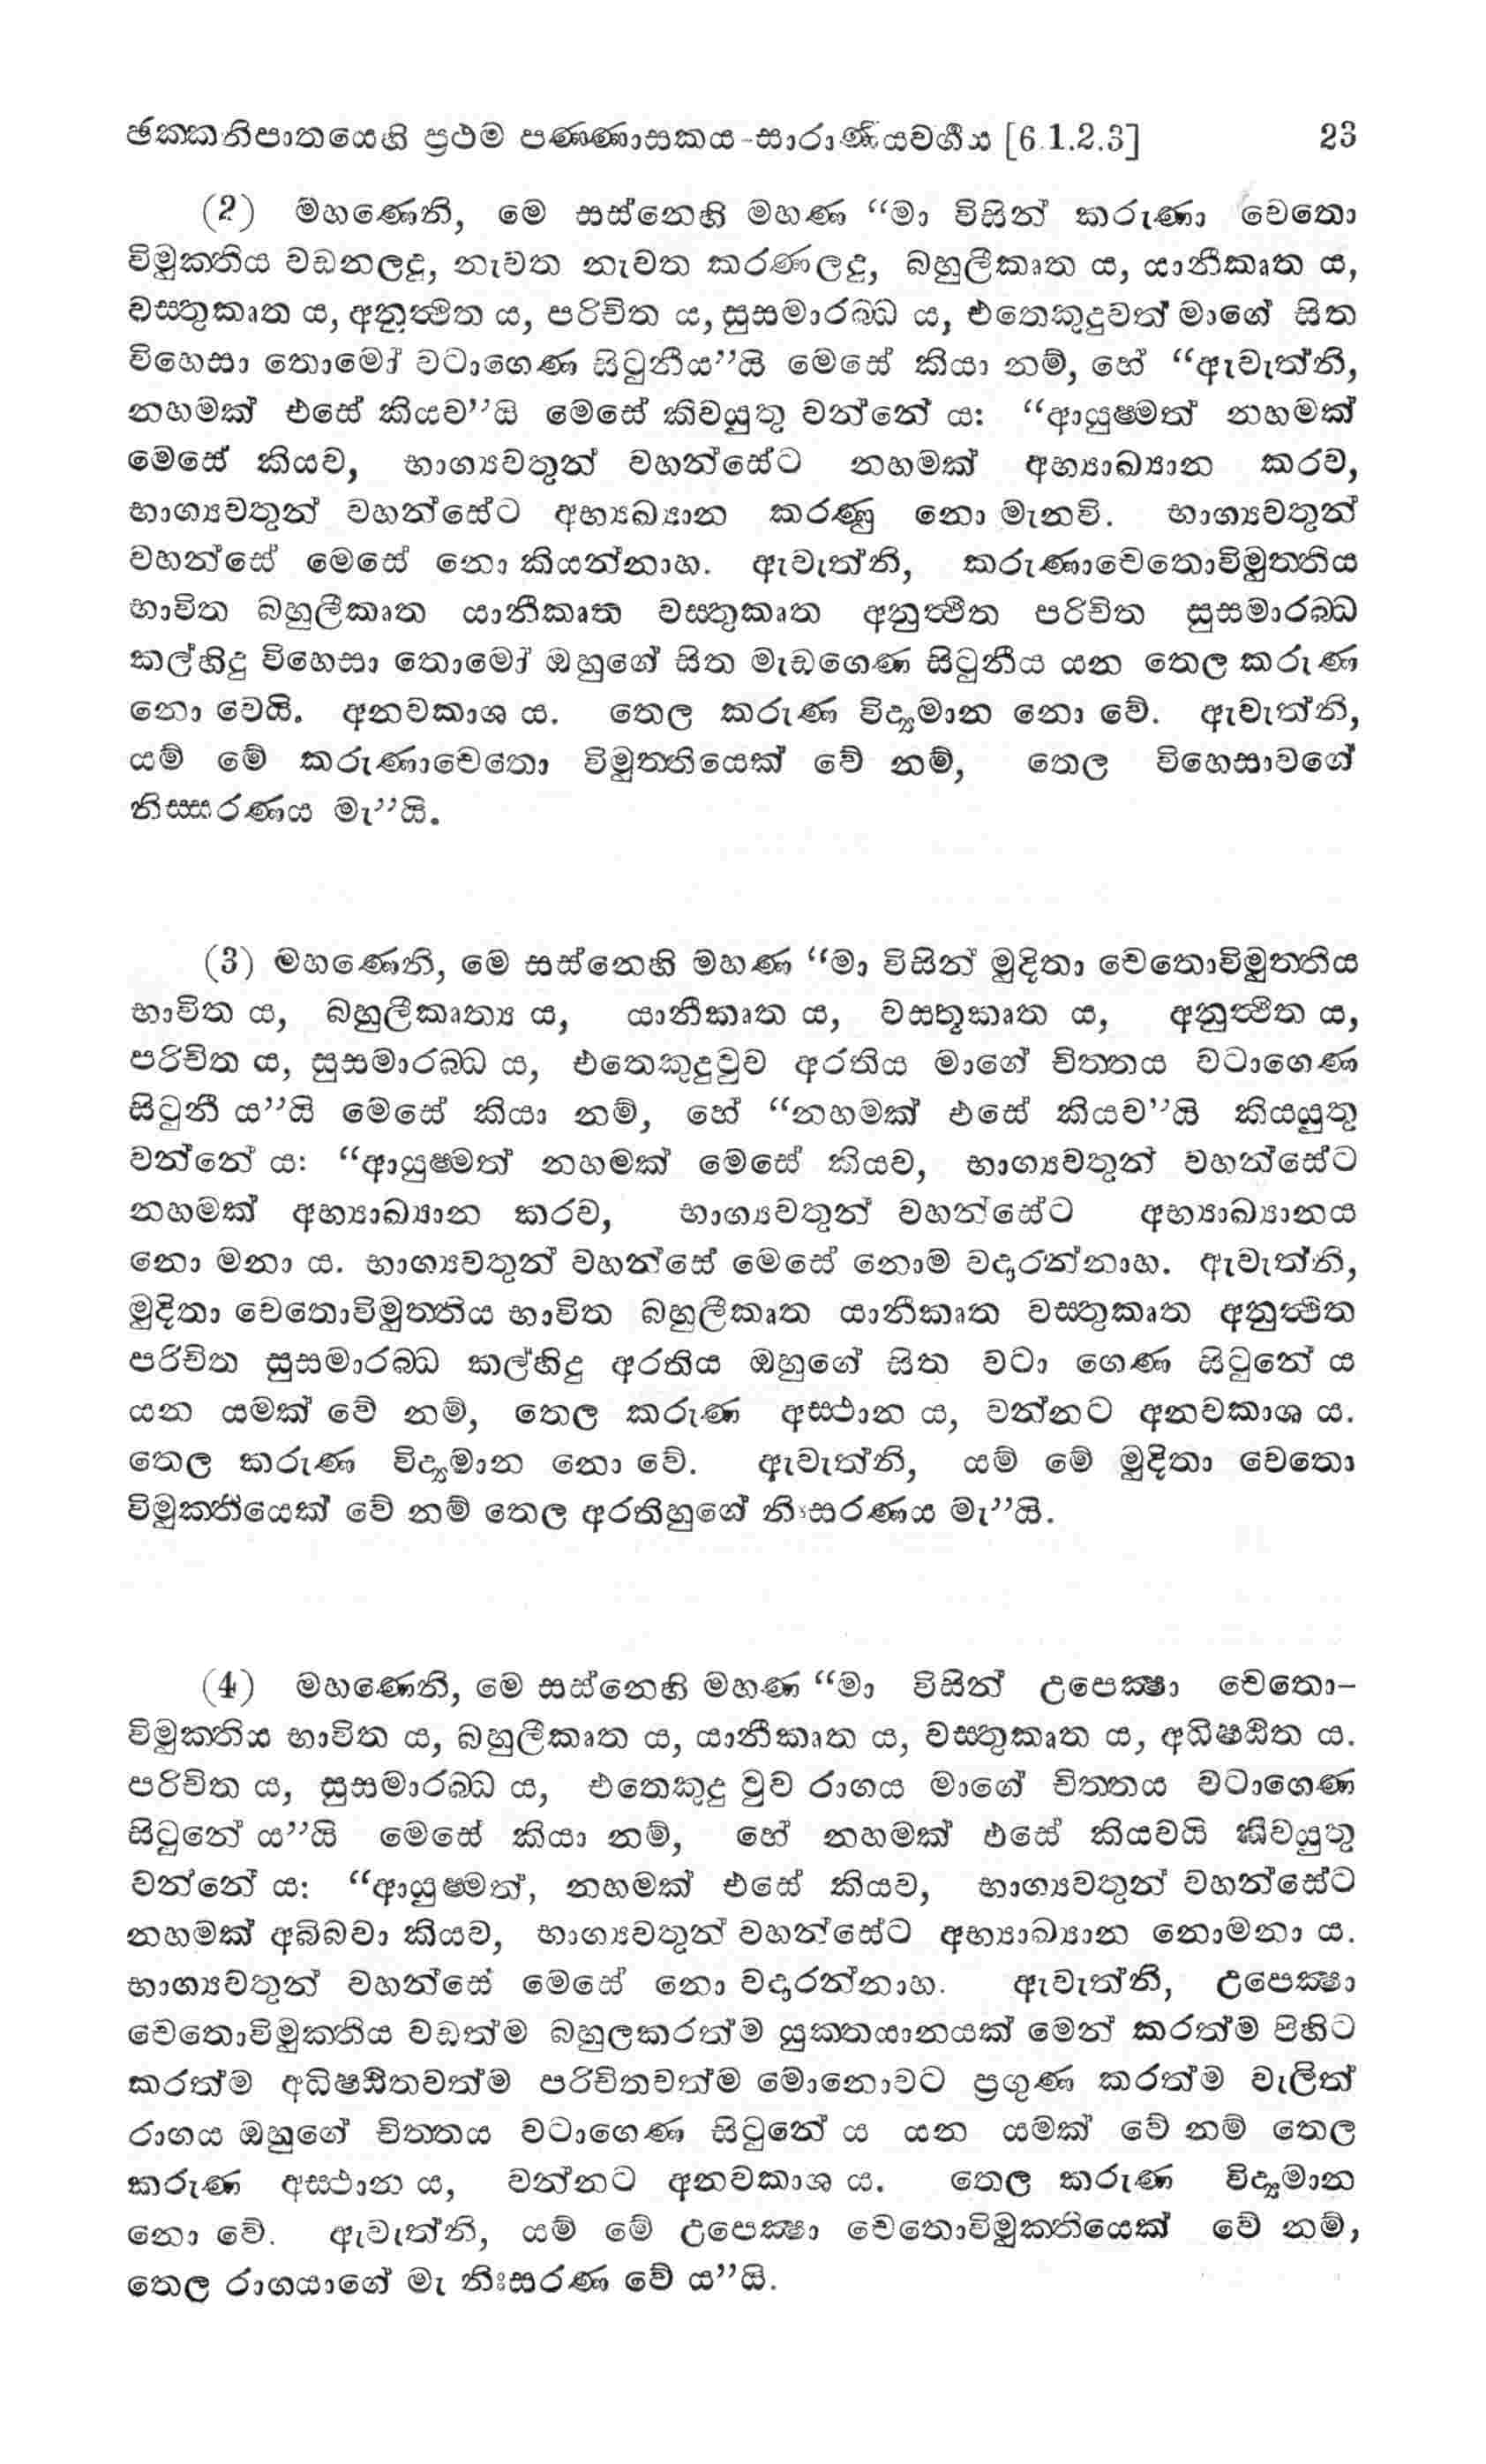 ඡක‍්කනිපාතයෙහි ප්‍රථම පණ‍්ණාසකය-සාරාණීයවර්‍ගය [6.1.2.3] 23
(2) මහණෙනි, මෙ සස්නෙහි මහණ “මා විසින් කරුණා චෙතො
විමුක‍්තිය වඩනලදු, නැවත නැවත කරණලදු, බහුලීකෘත ය, යානීකෘත ය,
වස‍්තුකෘත ය, අනුත්‍ථිත ය, පරිචිත ය, සුසමාරබ‍්ධ ය, එතෙකුදුවත් මාගේ සිත
විහෙසා තොමෝ වටාගෙණ සිටුනීය”යි මෙසේ කියා නම්, හේ “ඇවැත්නි,
නහමක් එසේ කියව”යි මෙසේ කිවයුතු වන්නේ ය: “ආයුෂ‍්මත් නහමක්
මෙසේ කියව, භාග්‍යවතුන් වහන්සේට නහමක් අභ්‍යාඛ්‍යාන කරව,
භාග්‍යවතුන් වහන්සේට අභ්‍යඛ්‍යාන කරණු නො මැනවි. භාග්‍යවතුන්
වහන්සේ මෙසේ නො කියන්නාහ. ඇවැත්නි, කරුණාචෙතොවිමුත‍්තිය
භාවිත බහුලීකෘත යානීකෘත වස‍්තුකෘත අනුත්‍ථිත පරිචිත සුසමාරබ‍්ධ
කල්හිදු විහෙසා තොමෝ ඔහුගේ සිත මැඩගෙණ සිටුනීය යන තෙල කරුණ
නො වෙයි. අනවකාශ ය. තෙල කරුණ විද්‍යමාන නො වේ. ඇවැත්නි,
යම් මේ කරුණාචෙතො විමුත‍්තියෙක් වේ නම්, තෙල විහෙසාවගේ
නිස‍්සරණය මැ”යි.
(3) මහණෙනි, මෙ සස්නෙහි මහණ “මා විසින් මුදිතා චෙතොවිමුත‍්තිය
භාවිත ය, බහුලීකෘත්‍ය ය, යානීකෘත ය, වස‍්තූකෘත ය, අනුත්‍ථිත ය,
පරිචිත ය, සුසමාරබ‍්ධ ය, එතෙකුදුවුව අරතිය මාගේ චිත‍්තය වටාගෙණ
සිටුනී ය”යි මෙසේ කියා නම්, හේ “නහමක් එසේ කියව”යි කියයුතු
වන්නේ ය: “ආයුෂ‍්මත් නහමක් මෙසේ කියව, භාග්‍යවතුන් වහන්සේට
නහමක් අභ්‍යාඛ්‍යාන කරව, භාග්‍යවතුන් වහන්සේට අභ්‍යාඛ්‍යානය
නො මනා ය. භාග්‍යවතුන් වහන්සේ මෙසේ නොම වදාරන්නාහ. ඇවැත්නි,
මුදිතා චෙතොවිමුත‍්තිය භාවිත බහුලීකෘත යානීකෘත වස‍්තුකෘත අනුත්‍ථිත
පරිචිත සුසමාරබ‍්ධ කල්හිදු අරතිය ඔහුගේ සිත වටා ගෙණ සිටුනේ ය
යන යමක් වේ නම්, තෙල කරුණ අස්‍ථාන ය, වන්නට අනවකාශ ය.
තෙල කරුණ විද්‍යමාන නො වේ. ඇවැත්නි, යම් මේ මුදිතා චෙතො
විමුක‍්තියෙක් වේ නම් තෙල අරතිහුගේ නිඃසරණය මැ”යි.
(4) මහණෙනි, මෙ සස්නෙහි මහණ “මා විසින් උපෙක්‍ෂා චෙතො-
විමුක‍්තිය භාවිත ය, බහුලීකෘත ය, යානීකෘත ය, වස‍්තුකෘත ය, අධිෂ‍්ඨිත ය.
පරිචිත ය, සුසමාරබ‍්ධ ය, එතෙකුදු වුව රාගය මාගේ චිත‍්තය වටාගෙණ
සිටුනේ ය”යි මෙසේ කියා නම්, හේ නහමක් එසේ කියවයි කිවයුතු
වන්නේ ය: “ආයුෂ‍්මත්, නහමක් එසේ කියව, භාග්‍යවතුන් වහන්සේට
නහමක් අබිබවා කියව, භාග්‍යවතුන් වහන්සේට අභ්‍යාඛ්‍යාන නොමනා ය.
භාග්‍යවතුන් වහන්සේ මෙසේ නො වදාරන්නාහ. ඇවැත්නි, උපෙක්‍ෂා
චෙතොවිමුක‍්තිය වඩත්ම බහුලකරත්ම යුක‍්තයානයක් මෙන් කරත්ම පිහිට
කරත්ම අධිෂ‍්ඨිතවත්ම පරිචිතවත්ම මොනොවට ප්‍රගුණ කරත්ම වැලිත්
රාගය ඔහුගේ චිත‍්තය වටාගෙණ සිටුනේ ය යන යමක් වේ නම් තෙල
කරුණ අස්‍ථාන ය, වන්නට අනවකාශ ය. තෙල කරුණ විද්‍යමාන
නො වේ. ඇවැත්නි, යම් මේ උපෙක්‍ෂා චෙතොවිමුක‍්තියෙක් වේ නම්,
තෙල රාගයාගේ මැ නිඃසරණ වේ ය”යි.